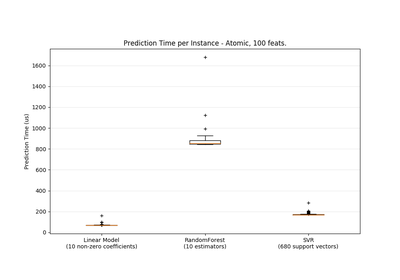 Prediction Time per Instance - Atomic, 100 feats.
Prediction Time (us)
1600
1400
1200
1000
800
600
400
200
0
Linear Model
(10 non-zero coefficients)
RandomForest
(10 estimators)
SVR
(680 support vectors)